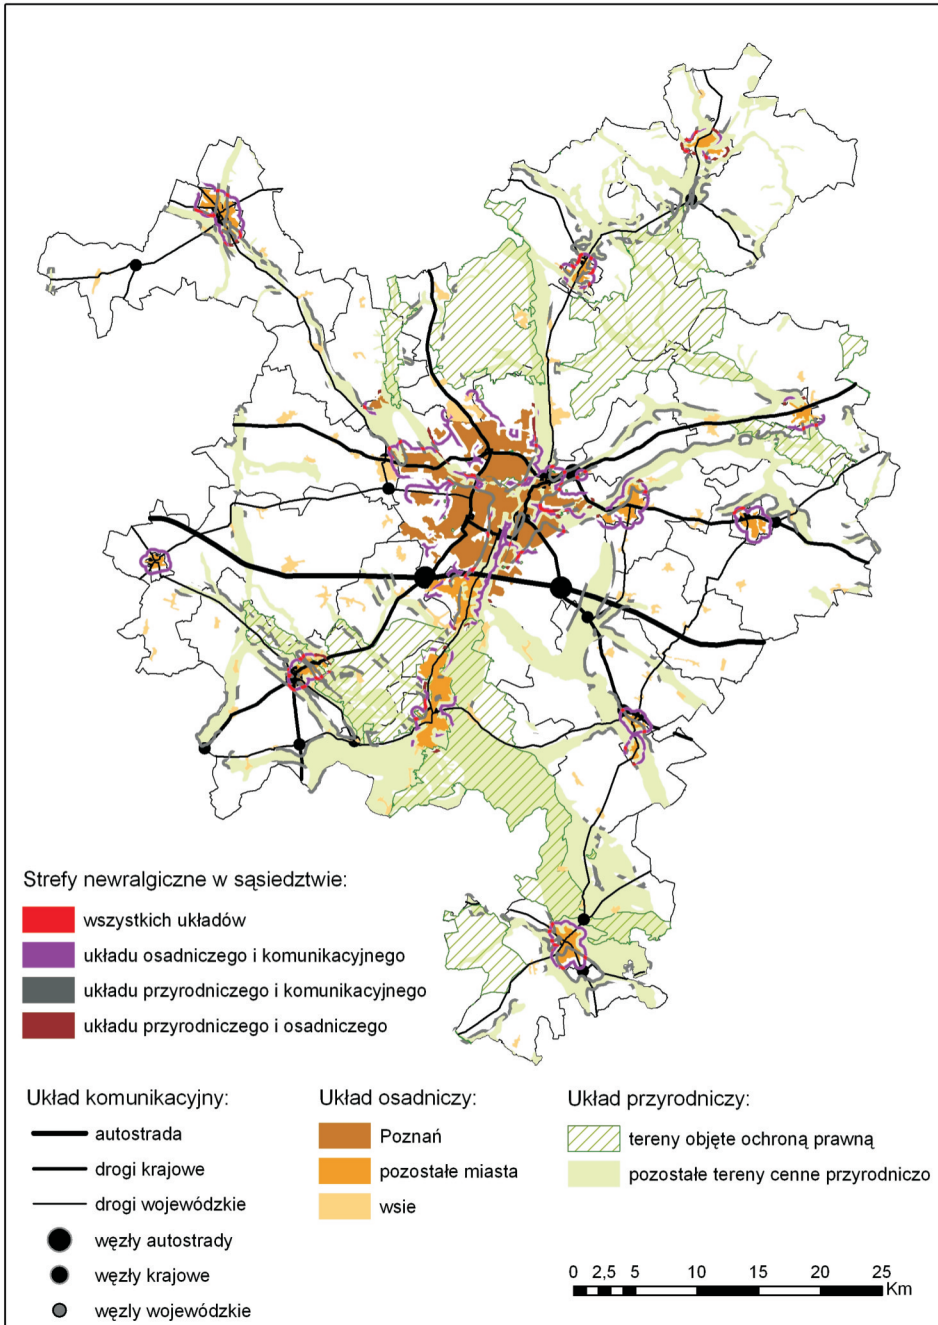 Strefy newralgiczne w sąsiedztwie:
wszystkich układów
układu osadniczego i komunikacyjnego
układu przyrodniczego i komunikacyjnego
układu przyrodniczego i osadniczego
Układ komunikacyjny:
autostrada
drogi krajowe
drogi wojewódzkie
węzły autostrady
węzły krajowe
węzly wojewódzkie
Układ osadniczy:
Poznań
pozostałe miasta
wsie
Układ przyrodniczy:
tereny objęte ochroną prawną
pozostałe tereny cenne przyrodniczo
0 2,5 5 10 15 20 25
Km